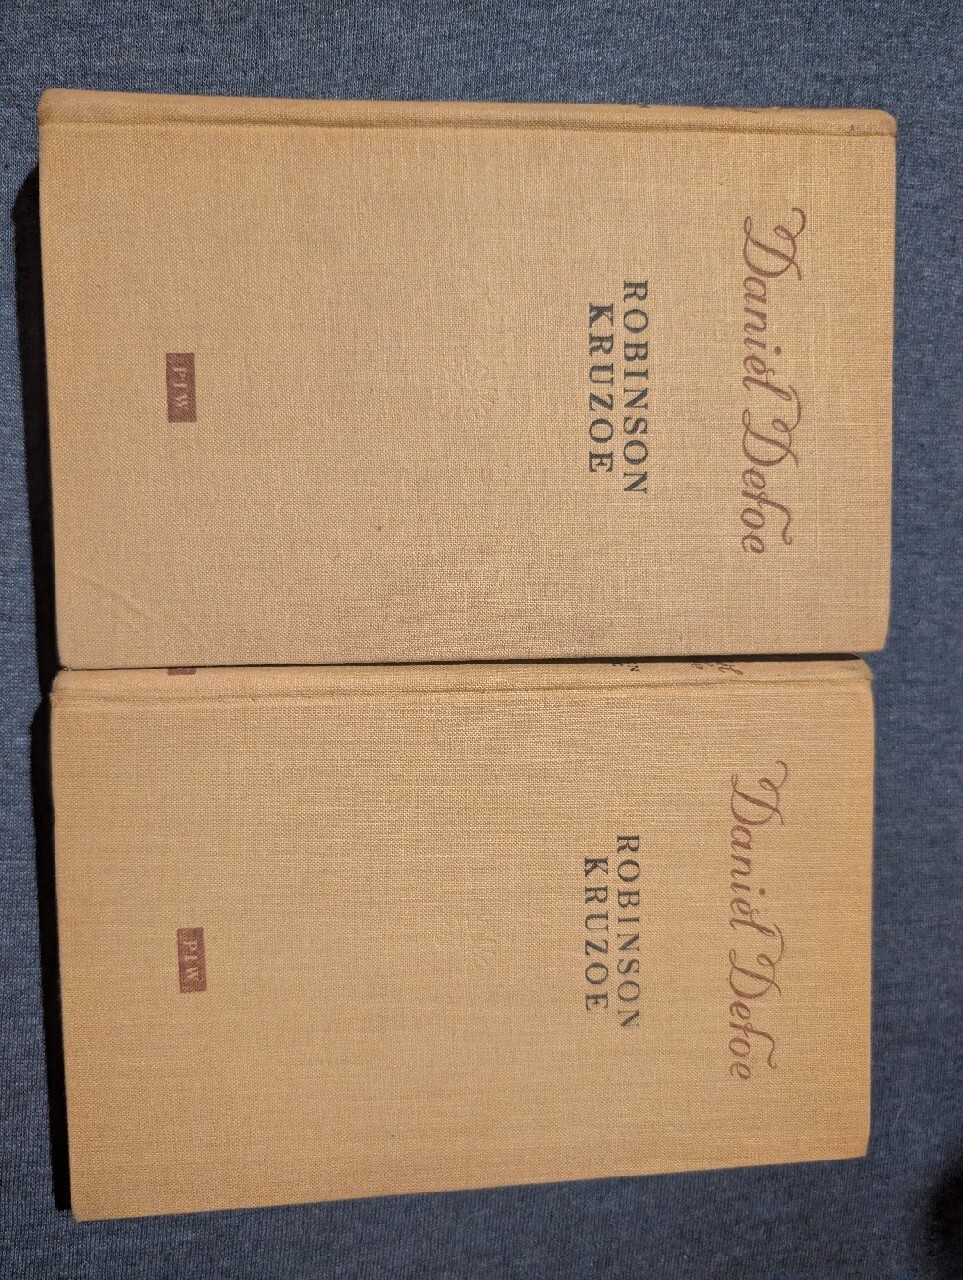 Daniel Defoe
ROBINSON
KRUZOE
PIW
Daniel Defoe
ROBINSON
KRUZOE
PIW